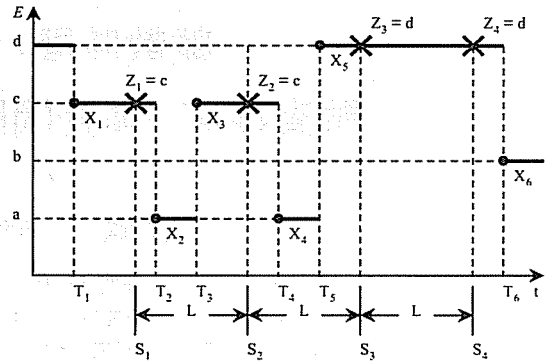 E
d
Z₃ = d
Z₄ = d
X₅
Z₁ = c
Z₂ = c
c
X₁
X₃
b
X₆
a
X₂
X₄
T₁
T₂
T₃
T₄
T₅
T₆
t
L
L
L
S₁
S₂
S₃
S₄